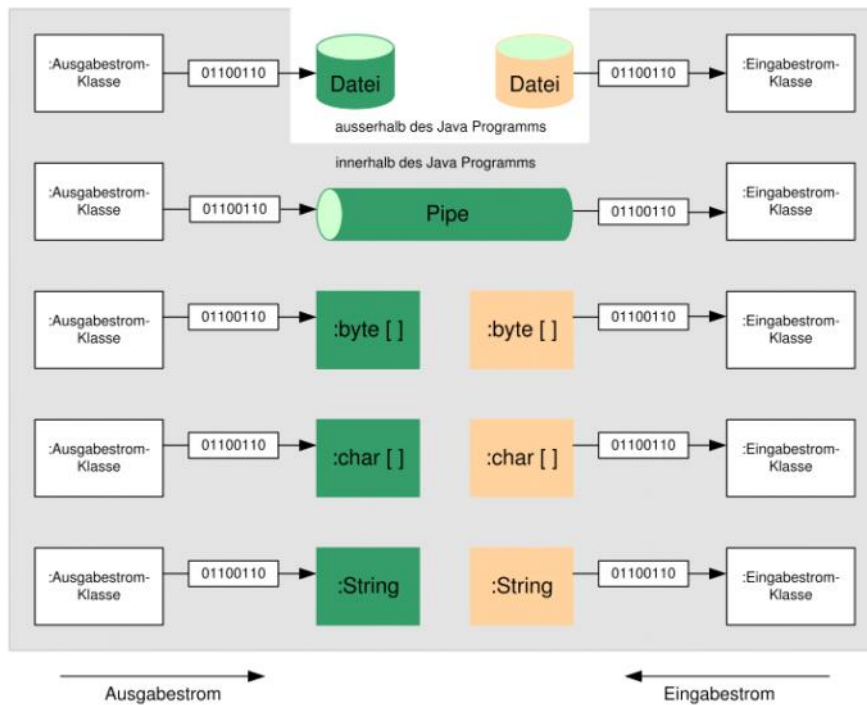 :Ausgabestrom-
Klasse
01100110
Datei
Datei
01100110
:Eingabestrom-
Klasse
ausserhalb des Java Programms
innerhalb des Java Programms
:Ausgabestrom-
Klasse
01100110
Pipe
01100110
:Eingabestrom-
Klasse
:Ausgabestrom-
Klasse
01100110
:byte [ ]
:byte [ ]
01100110
:Eingabestrom-
Klasse
:Ausgabestrom-
Klasse
01100110
:char [ ]
:char [ ]
01100110
:Eingabestrom-
Klasse
:Ausgabestrom-
Klasse
01100110
:String
:String
01100110
:Eingabestrom-
Klasse
Ausgabestrom
Eingabestrom